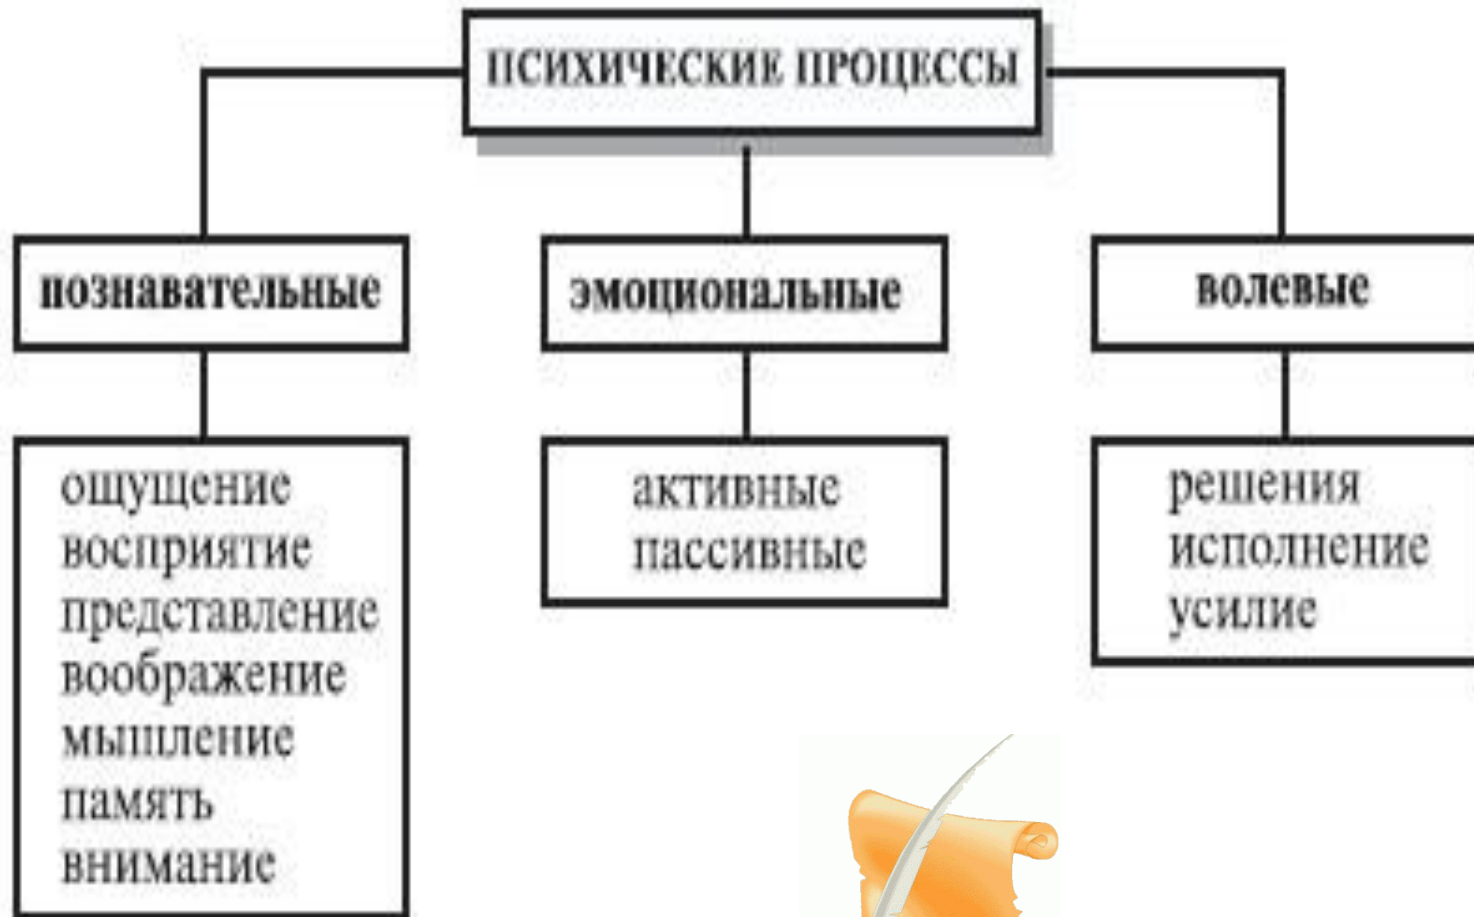 ПСИХИЧЕСКИЕ ПРОЦЕССЫ
познавательные
эмоциональные
волевые
ощущение
восприятие
представление
воображение
мышление
память
внимание
активные
пассивные
решения
исполнение
усилие